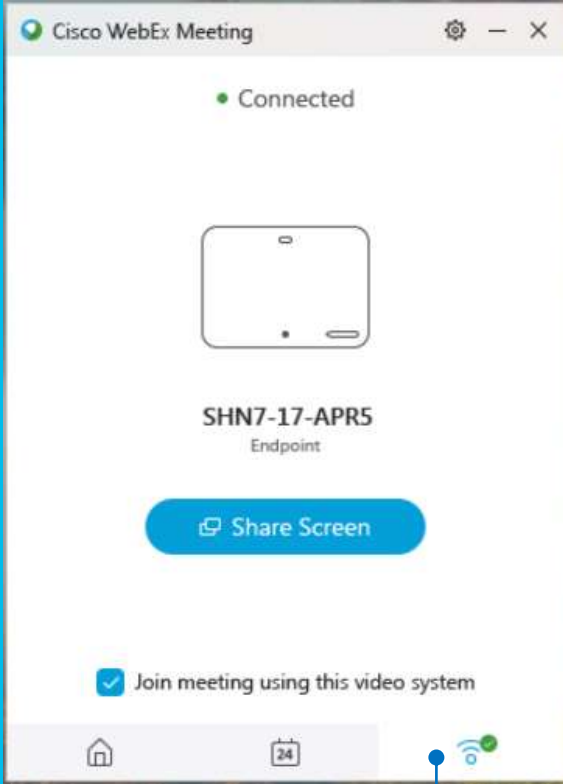 Cisco WebEx Meeting
Connected
SHN7-17-APR5
Endpoint
Share Screen
Join meeting using this video system
24